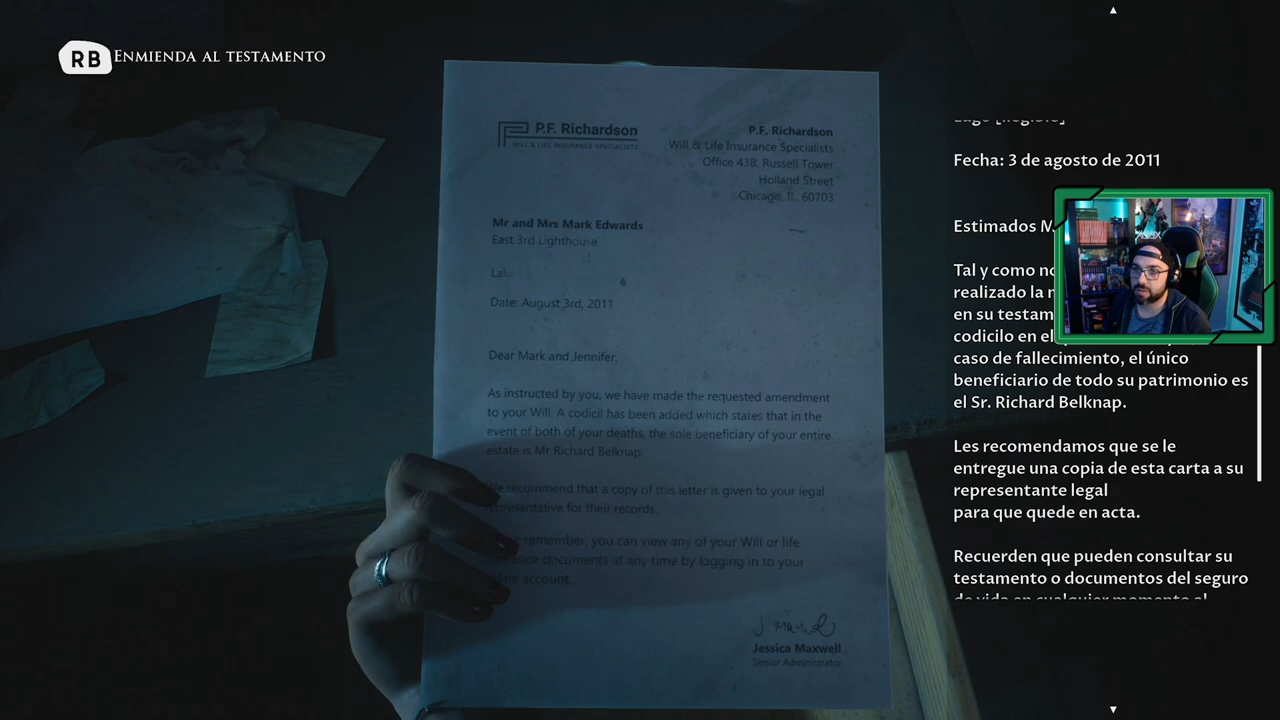 RB ENMIENDA AL TESTAMENTO
P.F. Richardson
WILL & LIFE INSURANCE SPECIALISTS
P.F. Richardson
Will & Life Insurance Specialists
Office 43B, Russell Tower
Holland Street
Chicago, IL, 60703
Mr and Mrs Mark Edwards
East 3rd Lighthouse
Date: August 3rd, 2011
Dear Mark and Jennifer,
As instructed by you, we have made the requested amendment
to your Will. A codicil has been added which states that in the
event of both of your deaths, the sole beneficiary of your entire
estate is Mr Richard Belknap.
recommend that a copy of this letter is given to your legal
for their records.
remember, you can view any of your Will or life
documents at any time by logging in to your
account.
Jessica Maxwell
Senior Administrator
Fecha: 3 de agosto de 2011
Estimados
Tal y como
realizado la
en su
codicilo en
caso de fallecimiento, el único
beneficiario de todo su patrimonio es
el Sr. Richard Belknap.
Les recomendamos que se le
entregue una copia de esta carta a su
representante legal
para que quede en acta.
Recuerden que pueden consultar su
testamento o documentos del seguro
de vida en cualquier momento al